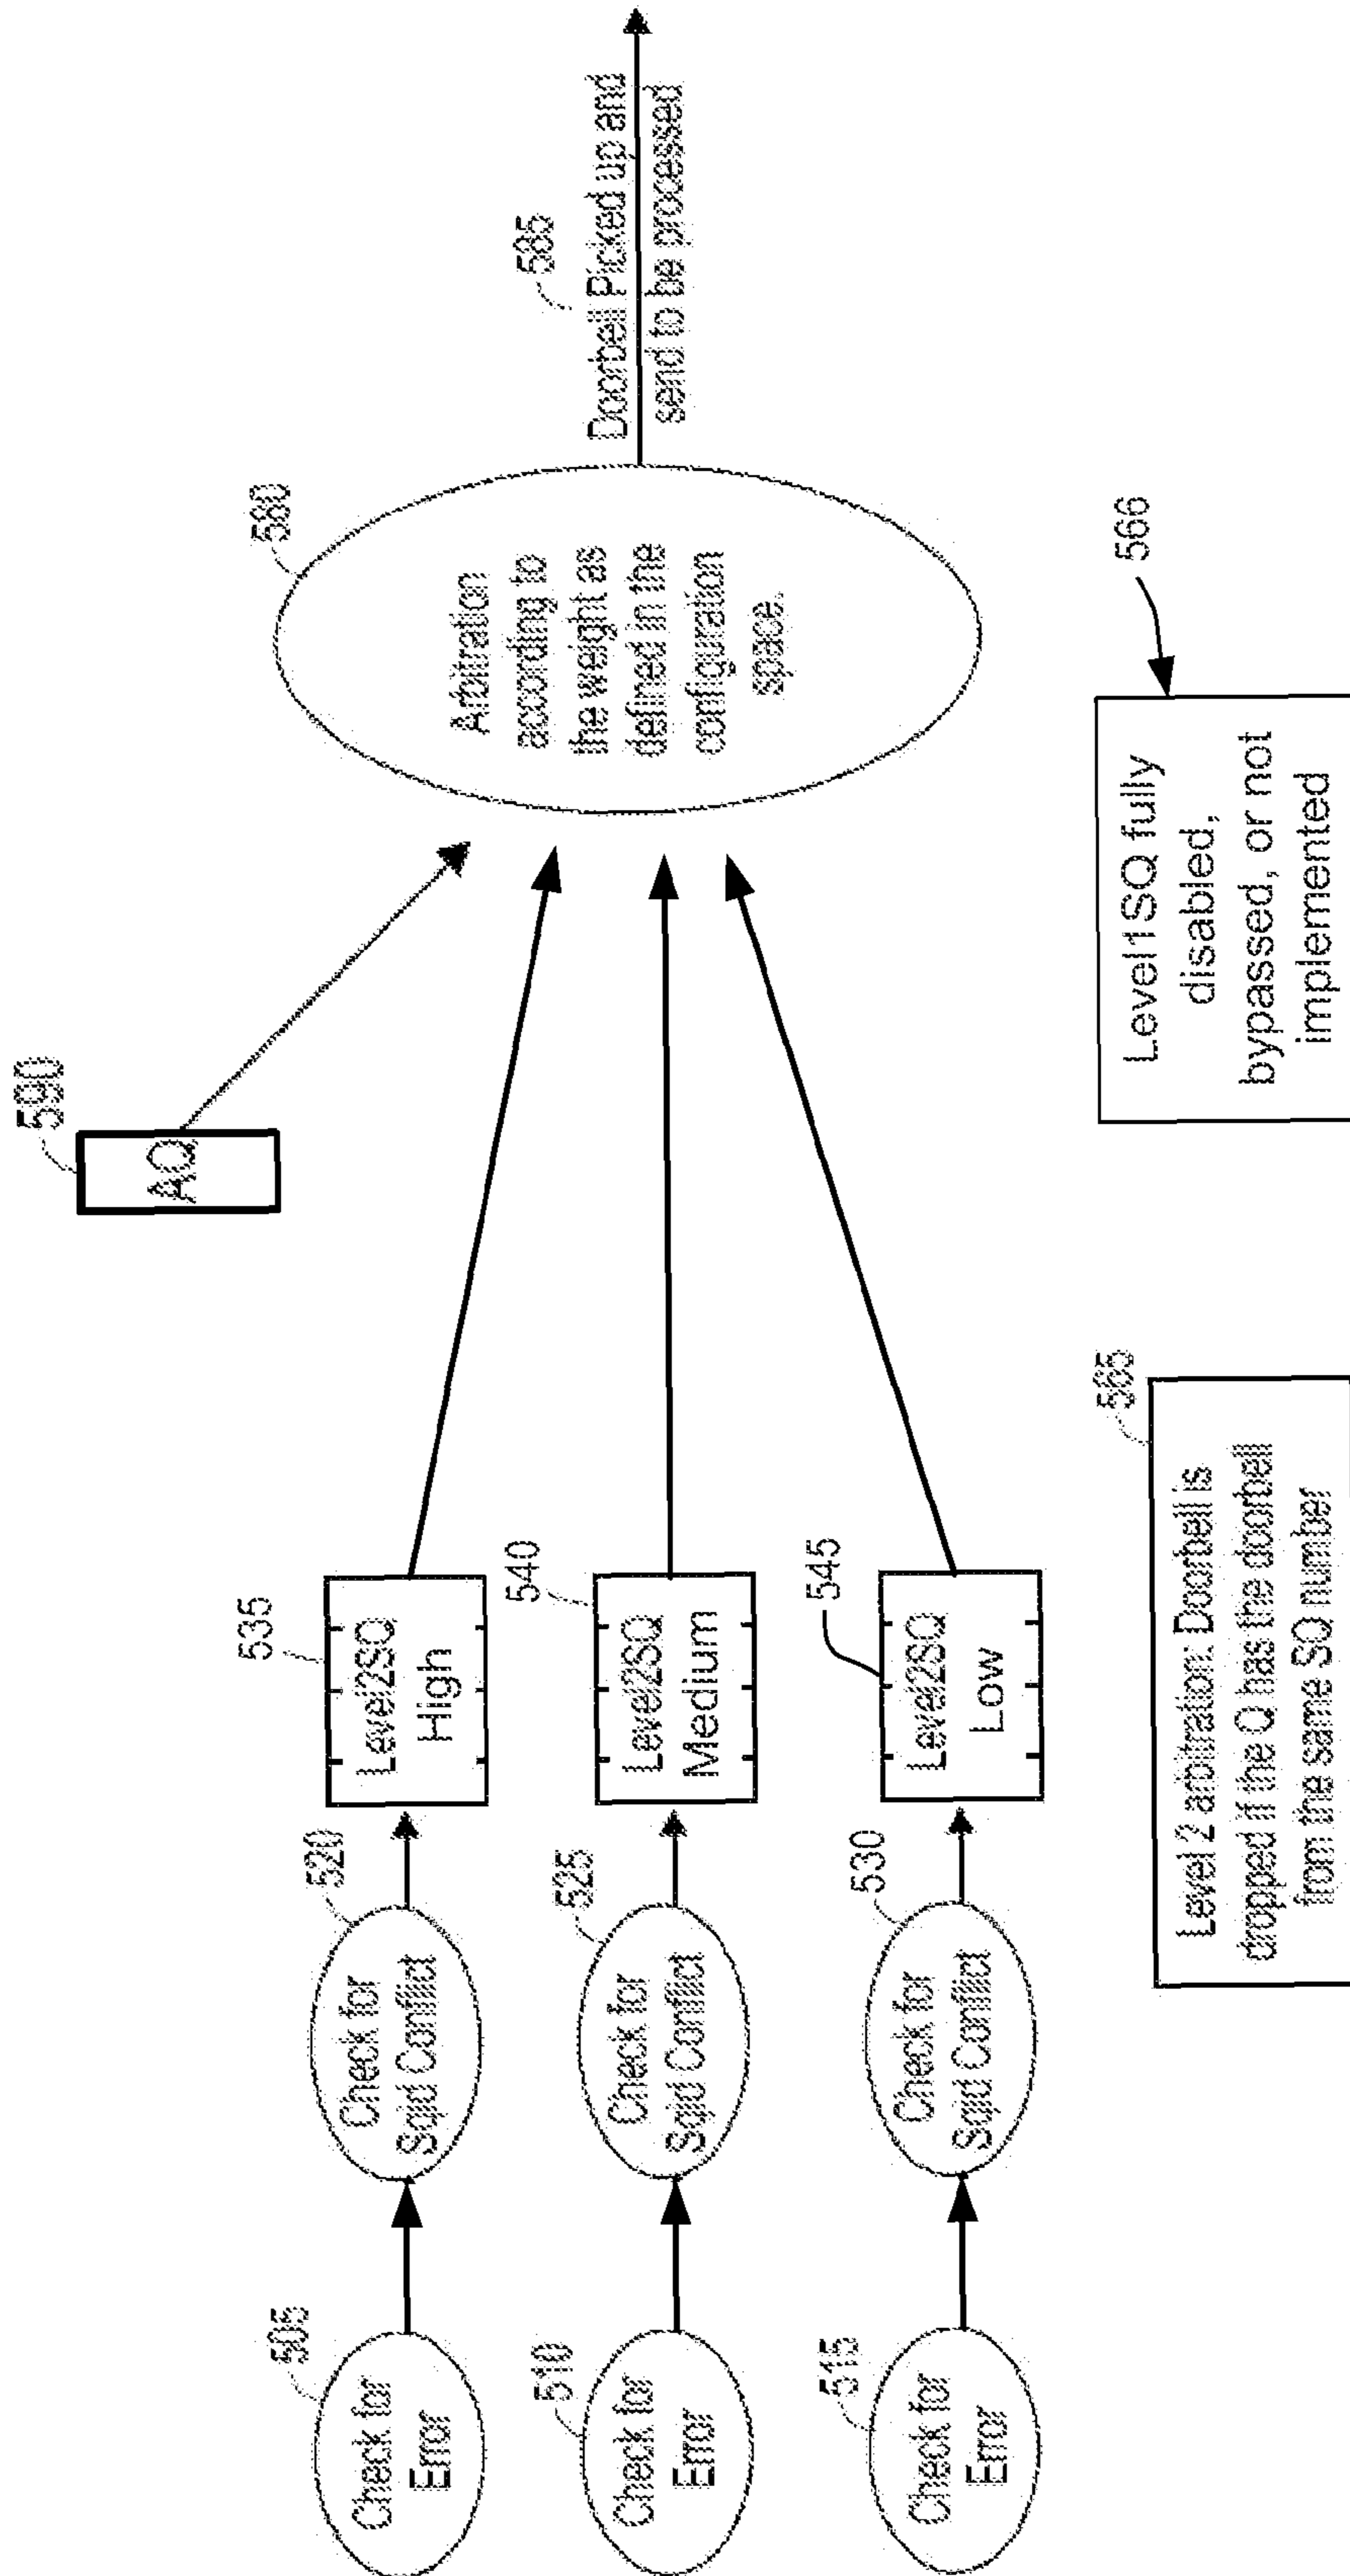 590
AQ
505
Check for
Error
520
Check for
Sqid Conflict
535
Level2SQ
High
510
Check for
Error
525
Check for
Sqid Conflict
540
Level2SQ
Medium
515
Check for
Error
530
Check for
Sqid Conflict
545
Level2SQ
Low
580
Arbitration
according to
the weight as
defined in the
configuration
space.
585
Doorbell Picked up and
send to be processed
565
Level 2 arbitration: Doorbell is
dropped if the Q has the doorbell
from the same SQ number
566
Level1SQ fully
disabled,
bypassed, or not
implemented